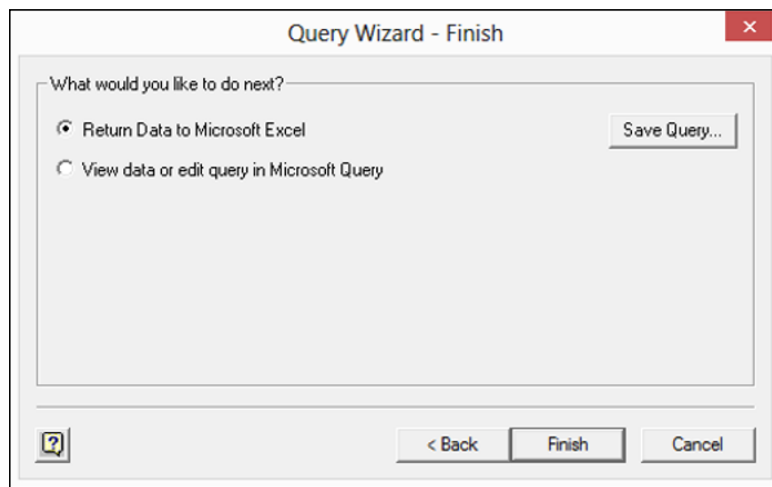 Query Wizard - Finish
What would you like to do next?
Return Data to Microsoft Excel
Save Query...
View data or edit query in Microsoft Query
?
< Back
Finish
Cancel